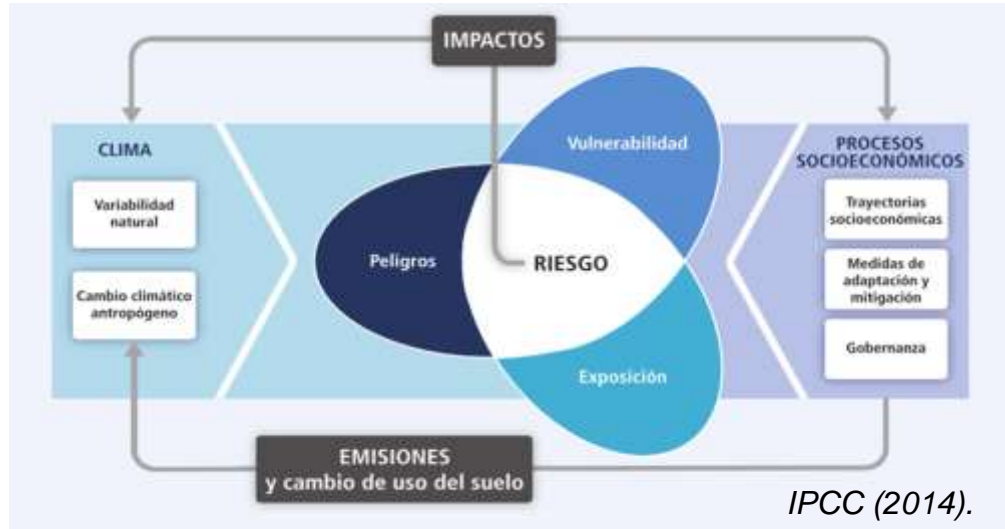 IMPACTOS
CLIMA
Variabilidad
natural
Cambio climático
antropógeno
Vulnerabilidad
Peligros
RIESGO
Exposición
PROCESOS
SOCIOECONÓMICOS
Trayectorias
socioeconómicas
Medidas de
adaptación y
mitigación
Gobernanza
EMISIONES
y cambio de uso del suelo
IPCC (2014).